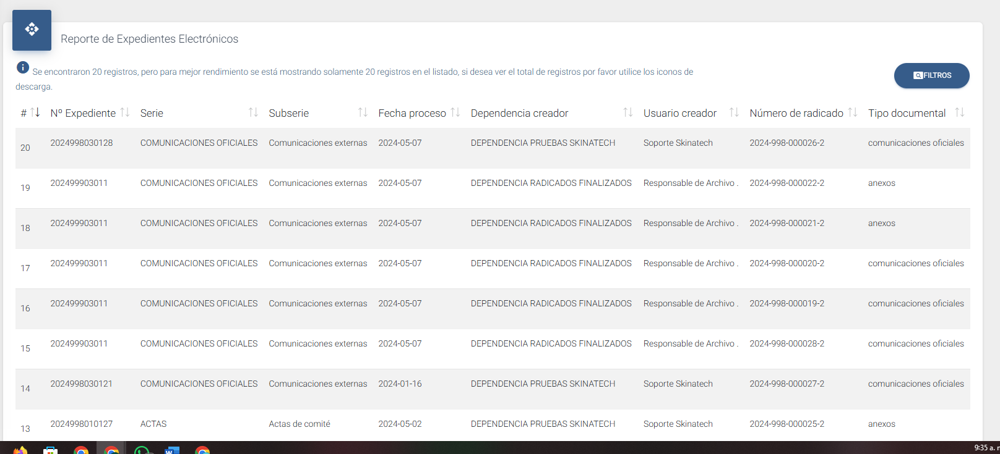 Reporte de Expedientes Electrónicos
Se encontraron 20 registros, pero para mejor rendimiento se está mostrando solamente 20 registros en el listado, si desea ver el total de registros por favor utilice los iconos de
descarga.
FILTROS
# Nº Expediente Serie Subserie Fecha proceso Dependencia creador Usuario creador Número de radicado Tipo documental
20 2024998030128 COMUNICACIONES OFICIALES Comunicaciones externas 2024-05-07 DEPENDENCIA PRUEBAS SKINATECH Soporte Skinatech 2024-998-000026-2 comunicaciones oficiales
19 202499903011 COMUNICACIONES OFICIALES Comunicaciones externas 2024-05-07 DEPENDENCIA RADICADOS FINALIZADOS Responsable de Archivo . 2024-998-000022-2 anexos
18 202499903011 COMUNICACIONES OFICIALES Comunicaciones externas 2024-05-07 DEPENDENCIA RADICADOS FINALIZADOS Responsable de Archivo . 2024-998-000021-2 anexos
17 202499903011 COMUNICACIONES OFICIALES Comunicaciones externas 2024-05-07 DEPENDENCIA RADICADOS FINALIZADOS Responsable de Archivo . 2024-998-000020-2 comunicaciones oficiales
16 202499903011 COMUNICACIONES OFICIALES Comunicaciones externas 2024-05-07 DEPENDENCIA RADICADOS FINALIZADOS Responsable de Archivo . 2024-998-000019-2 comunicaciones oficiales
15 202499903011 COMUNICACIONES OFICIALES Comunicaciones externas 2024-05-07 DEPENDENCIA RADICADOS FINALIZADOS Responsable de Archivo . 2024-998-000028-2 comunicaciones oficiales
14 2024998030121 COMUNICACIONES OFICIALES Comunicaciones externas 2024-01-16 DEPENDENCIA PRUEBAS SKINATECH Soporte Skinatech 2024-998-000027-2 comunicaciones oficiales
13 2024998010127 ACTAS Actas de comité 2024-05-02 DEPENDENCIA PRUEBAS SKINATECH Soporte Skinatech 2024-998-000025-2 anexos
9:35 a.